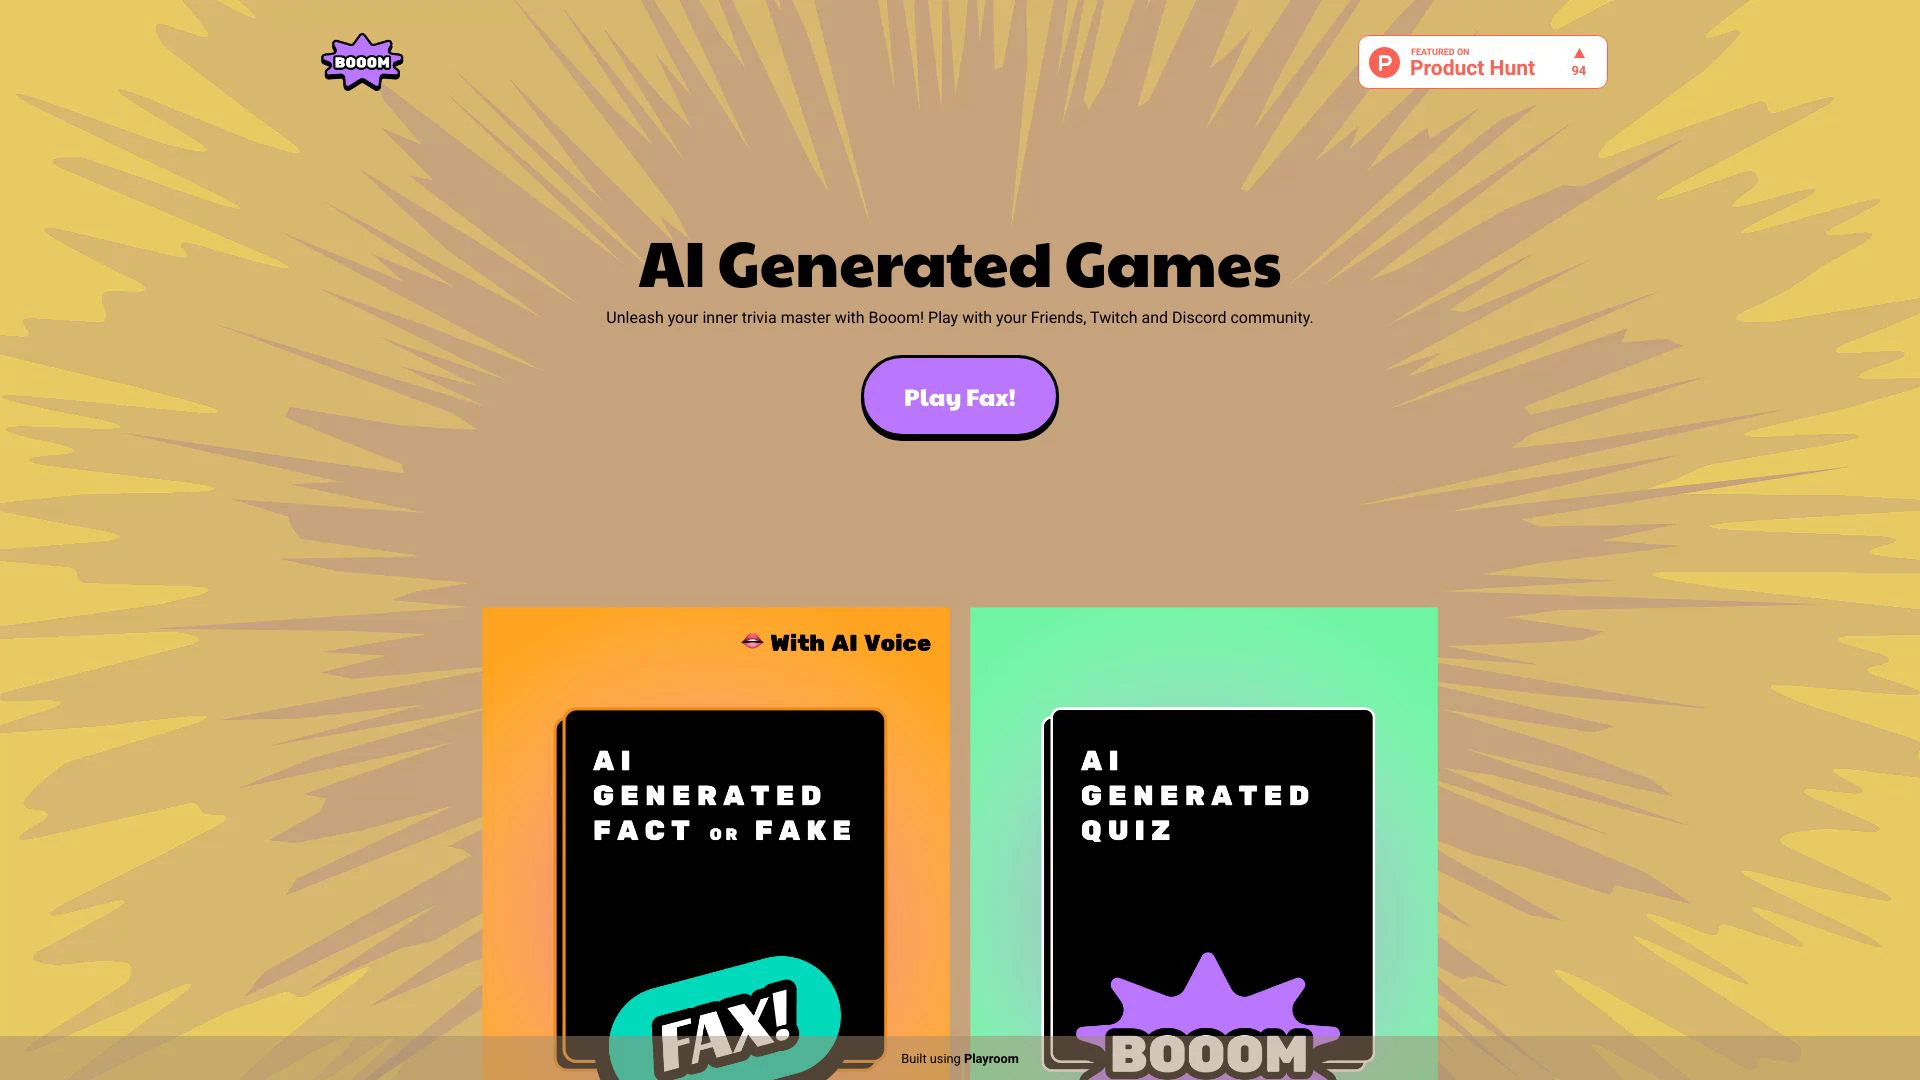 BOOOM
FEATURED ON
Product Hunt
94
AI Generated Games
Unleash your inner trivia master with Booom! Play with your Friends, Twitch and Discord community.
Play Fax!
With AI Voice
AI
GENERATED
FACT OR FAKE
FAX!
AI
GENERATED
QUIZ
BOOOM
Built using Playroom